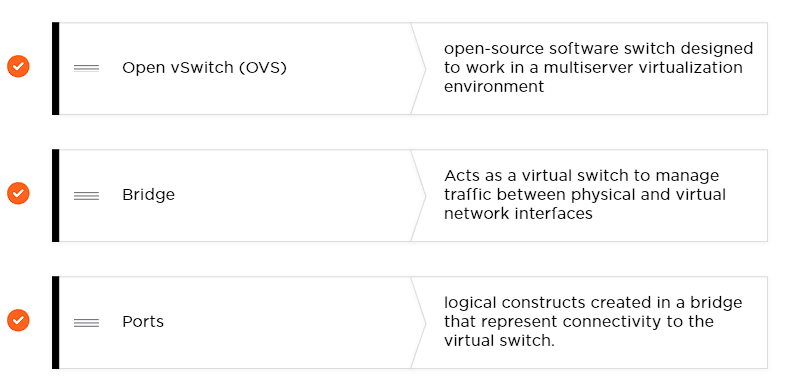 Open vSwitch (OVS)
open-source software switch designed
to work in a multiserver virtualization
environment
Bridge
Acts as a virtual switch to manage
traffic between physical and virtual
network interfaces
Ports
logical constructs created in a bridge
that represent connectivity to the
virtual switch.